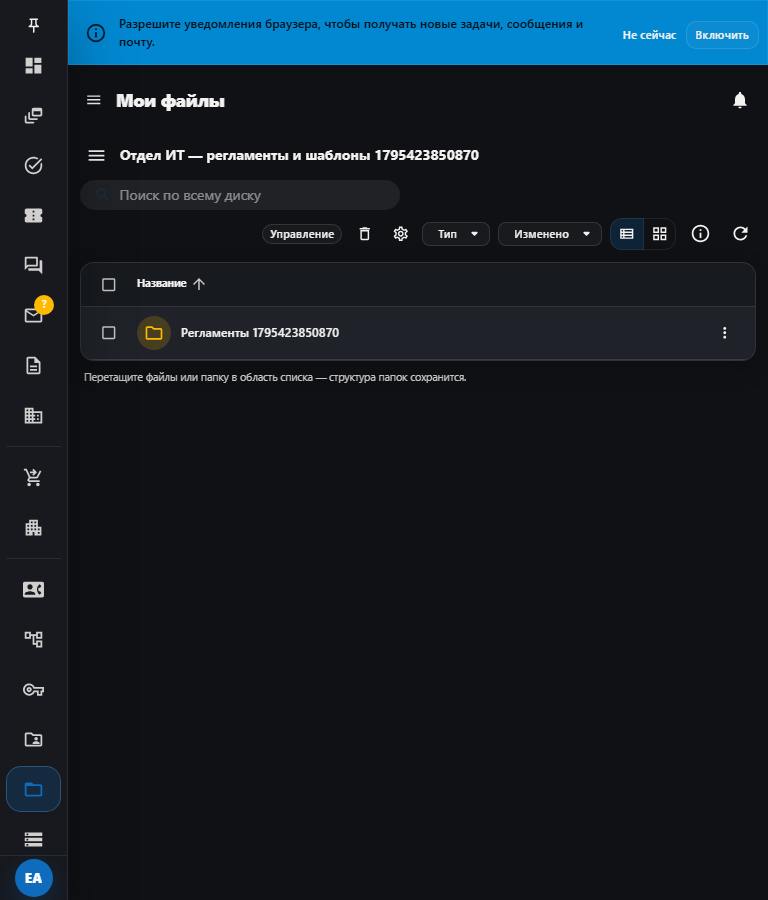 Разрешите уведомления браузера, чтобы получать новые задачи, сообщения и
почту.
Не сейчас
Включить
Мои файлы
Отдел ИТ — регламенты и шаблоны 1795423850870
Поиск по всему диску
Управление
Тип
Изменено
Название
?
Регламенты 1795423850870
Перетащите файлы или папку в область списка — структура папок сохранится.
EA